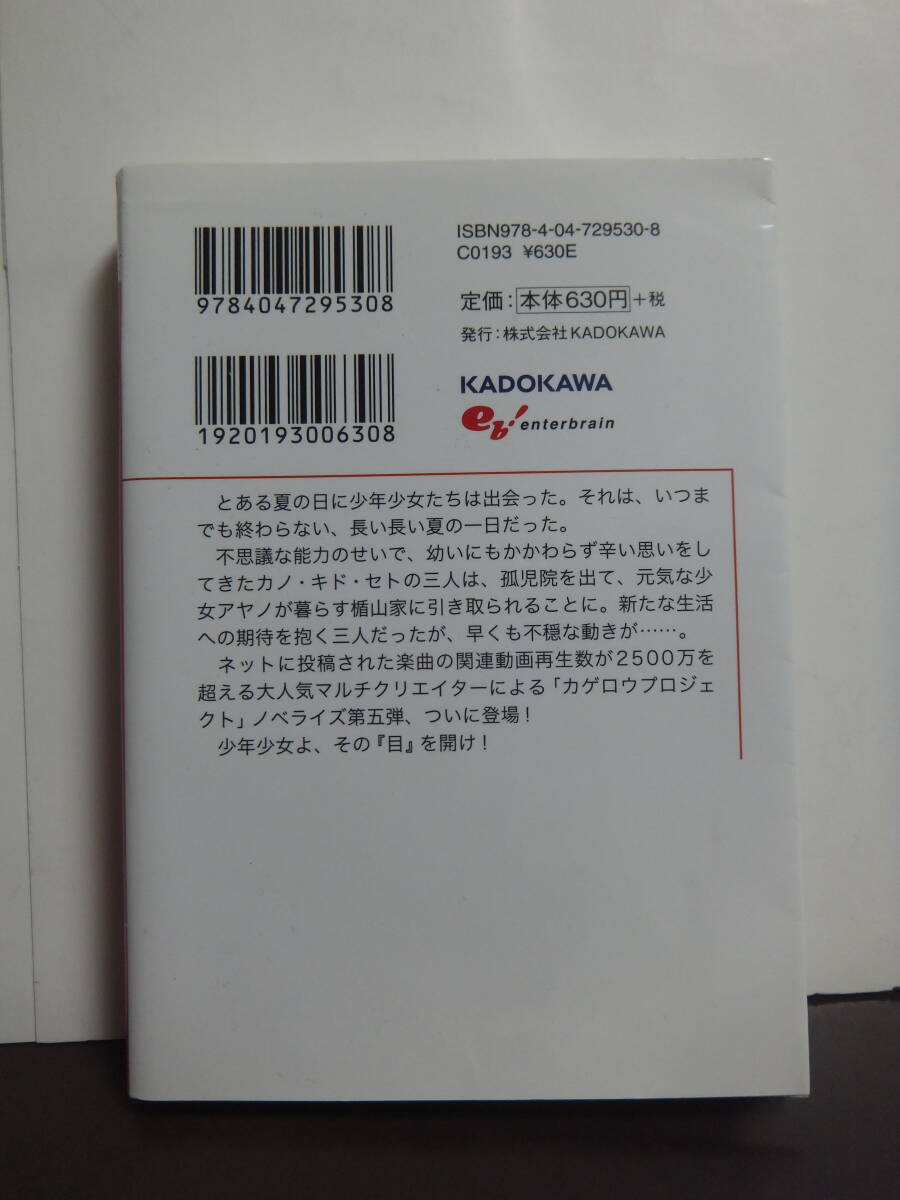 ISBN978-4-04-729530-8
C0193 ¥630E
9784047295308
定価：本体630円＋税
発行：株式会社KADOKAWA
1920193006308
KADOKAWA
eb! enterbrain
とある夏の日に少年少女たちは出会った。それは、いつま
でも終わらない、長い長い夏の一日だった。
不思議な能力のせいで、幼いにもかかわらず辛い思いをし
てきたカノ・キド・セトの三人は、孤児院を出て、元気な少
女アヤノが暮らす楯山家に引き取られることに。新たな生活
への期待を抱く三人だったが、早くも不穏な動きが……。
ネットに投稿された楽曲の関連動画再生数が2500万を
超える大人気マルチクリエイターによる「カゲロウプロジェ
クト」ノベライズ第五弾、ついに登場！
少年少女よ、その『目』を開け！